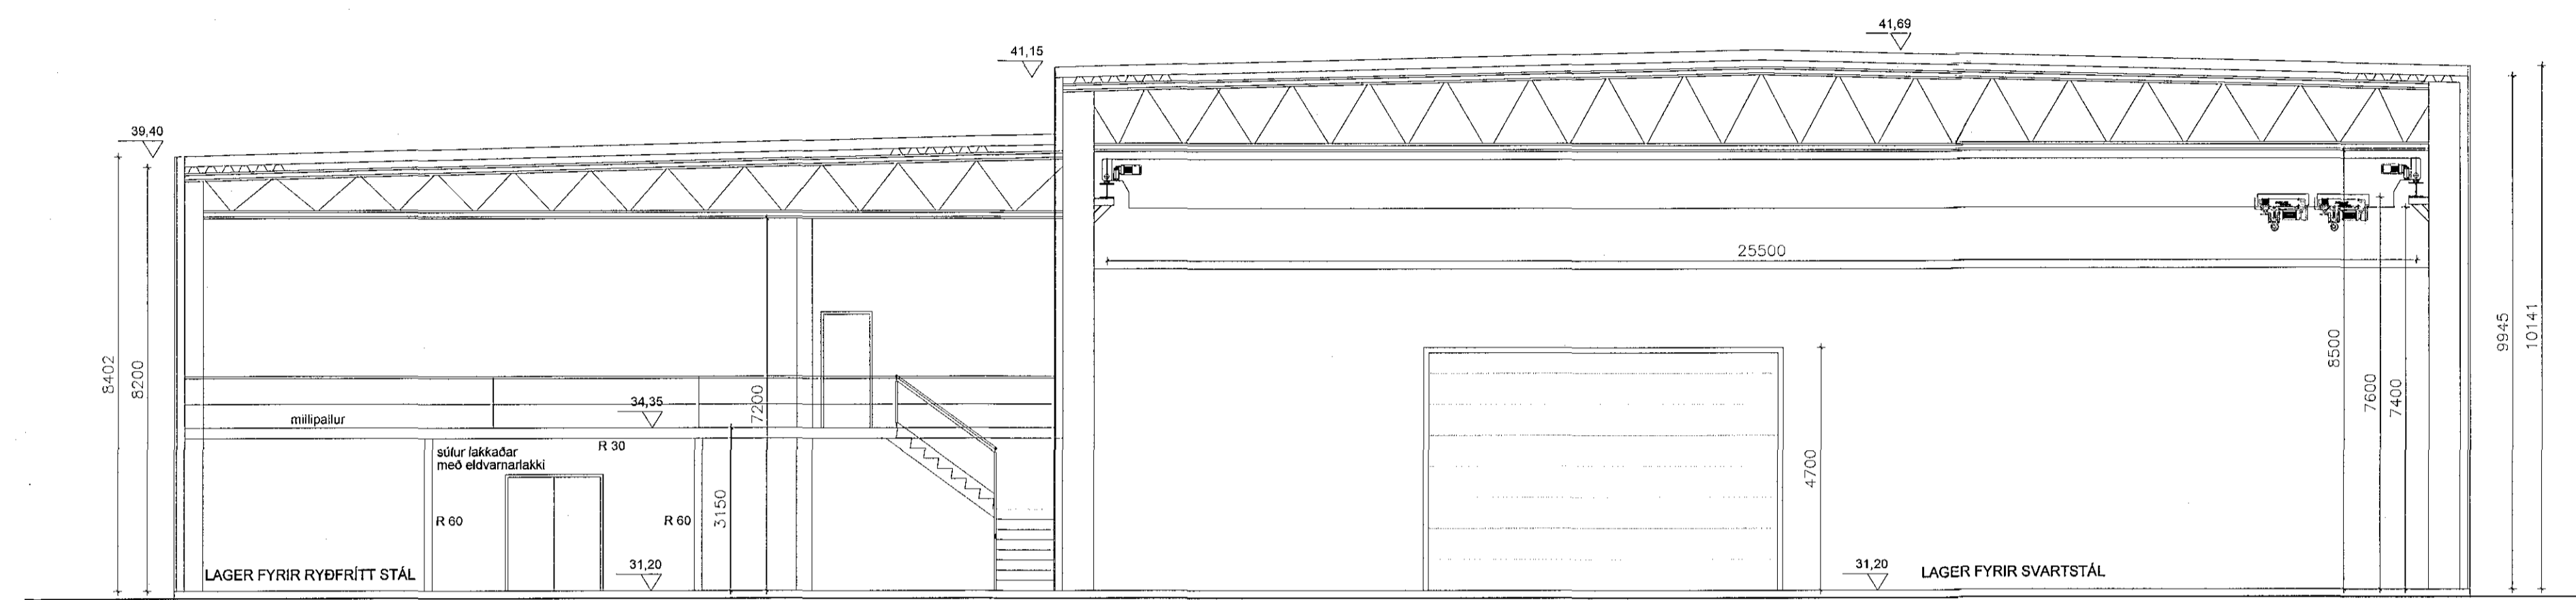 41,69
41,15
39,40
25500
8402
8200
7200
8500
7600
7400
9945
10141
34,35
millipallur
súlur lakkaðar
með eldvarnarlakki
R 30
R 60
R 60
3150
4700
31,20
31,20
LAGER FYRIR RYÐFRÍTT STÁL
LAGER FYRIR SVARTSTÁL